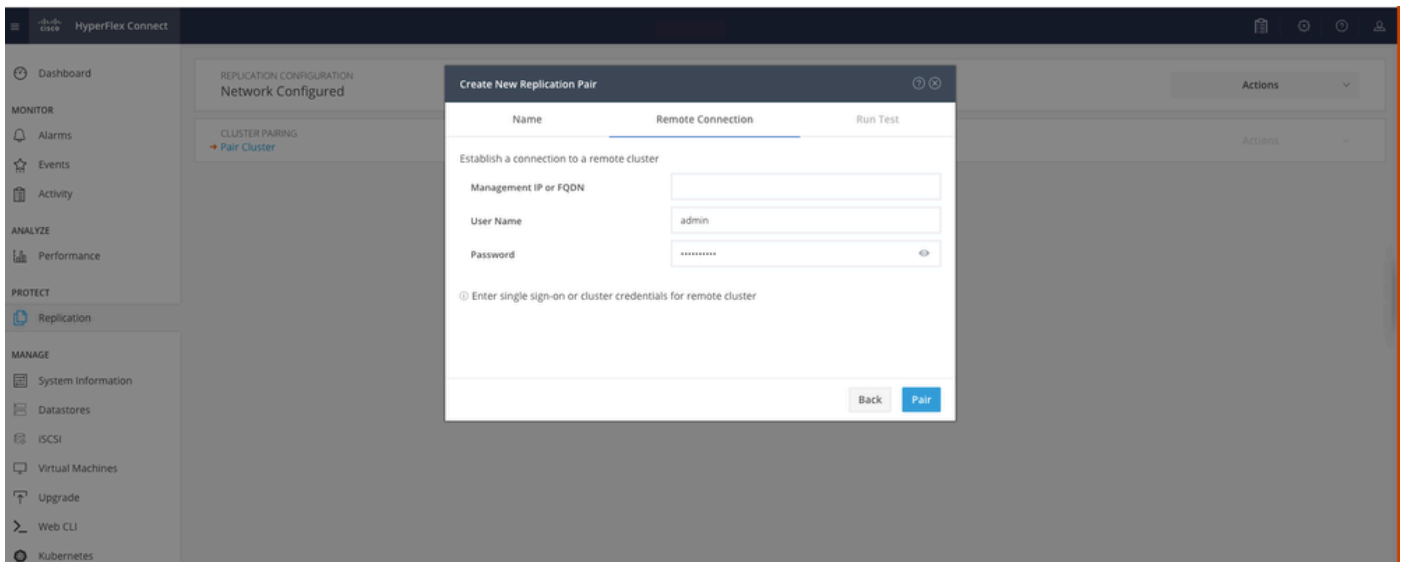 cisco HyperFlex Connect
Dashboard
MONITOR
Alarms
Events
Activity
ANALYZE
Performance
PROTECT
Replication
MANAGE
System Information
Datastores
iSCSI
Virtual Machines
Upgrade
Web CLI
Kubernetes
REPLICATION CONFIGURATION
Network Configured
Actions
CLUSTER PAIRING
Pair Cluster
Actions
Create New Replication Pair
Name Remote Connection Run Test
Establish a connection to a remote cluster
Management IP or FQDN
User Name admin
Password ••••••••••
Enter single sign-on or cluster credentials for remote cluster
Back Pair